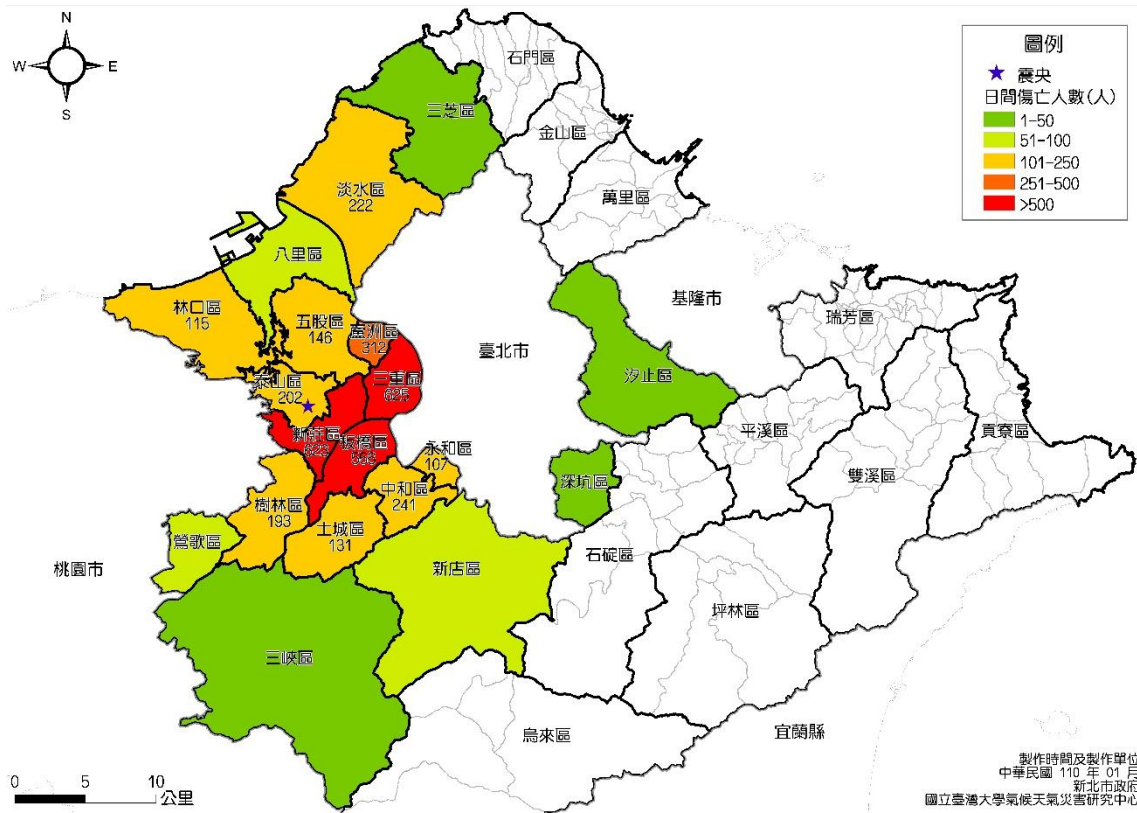 N
W
E
S
圖例
震央
日間傷亡人數(人)
1-50
51-100
101-250
251-500
>500
石門區
三芝區
金山區
萬里區
淡水區
222
八里區
基隆市
林口區
115
五股區
146
蘆洲區
312
臺北市
瑞芳區
三重區
625
汐止區
泰山區
202
平溪區
貢寮區
新莊區
板橋區
永和區
107
雙溪區
中和區
241
深坑區
樹林區
193
土城區
131
鶯歌區
新店區
石碇區
桃園市
坪林區
三峽區
烏來區
宜蘭縣
0 5 10
公里
製作時間及製作單位
中華民國 110 年 01 月
新北市政府
國立臺灣大學氣候天氣災害研究中心